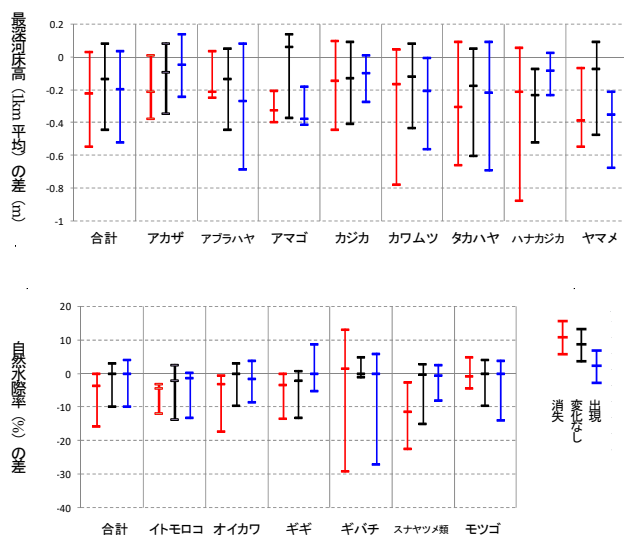 最深河床高（1km 平均）の差（m）
0.2
0
-0.2
-0.4
-0.6
-0.8
-1
合計 アカザ アブラハヤ アマゴ カジカ カワムツ タカハヤ ハナカジカ ヤマメ
自然水際率（%）の差
20
10
0
-10
-20
-30
-40
合計 イトモロコ オイカワ ギギ ギバチ スナヤツメ類 モツゴ
消失
変化なし
出現